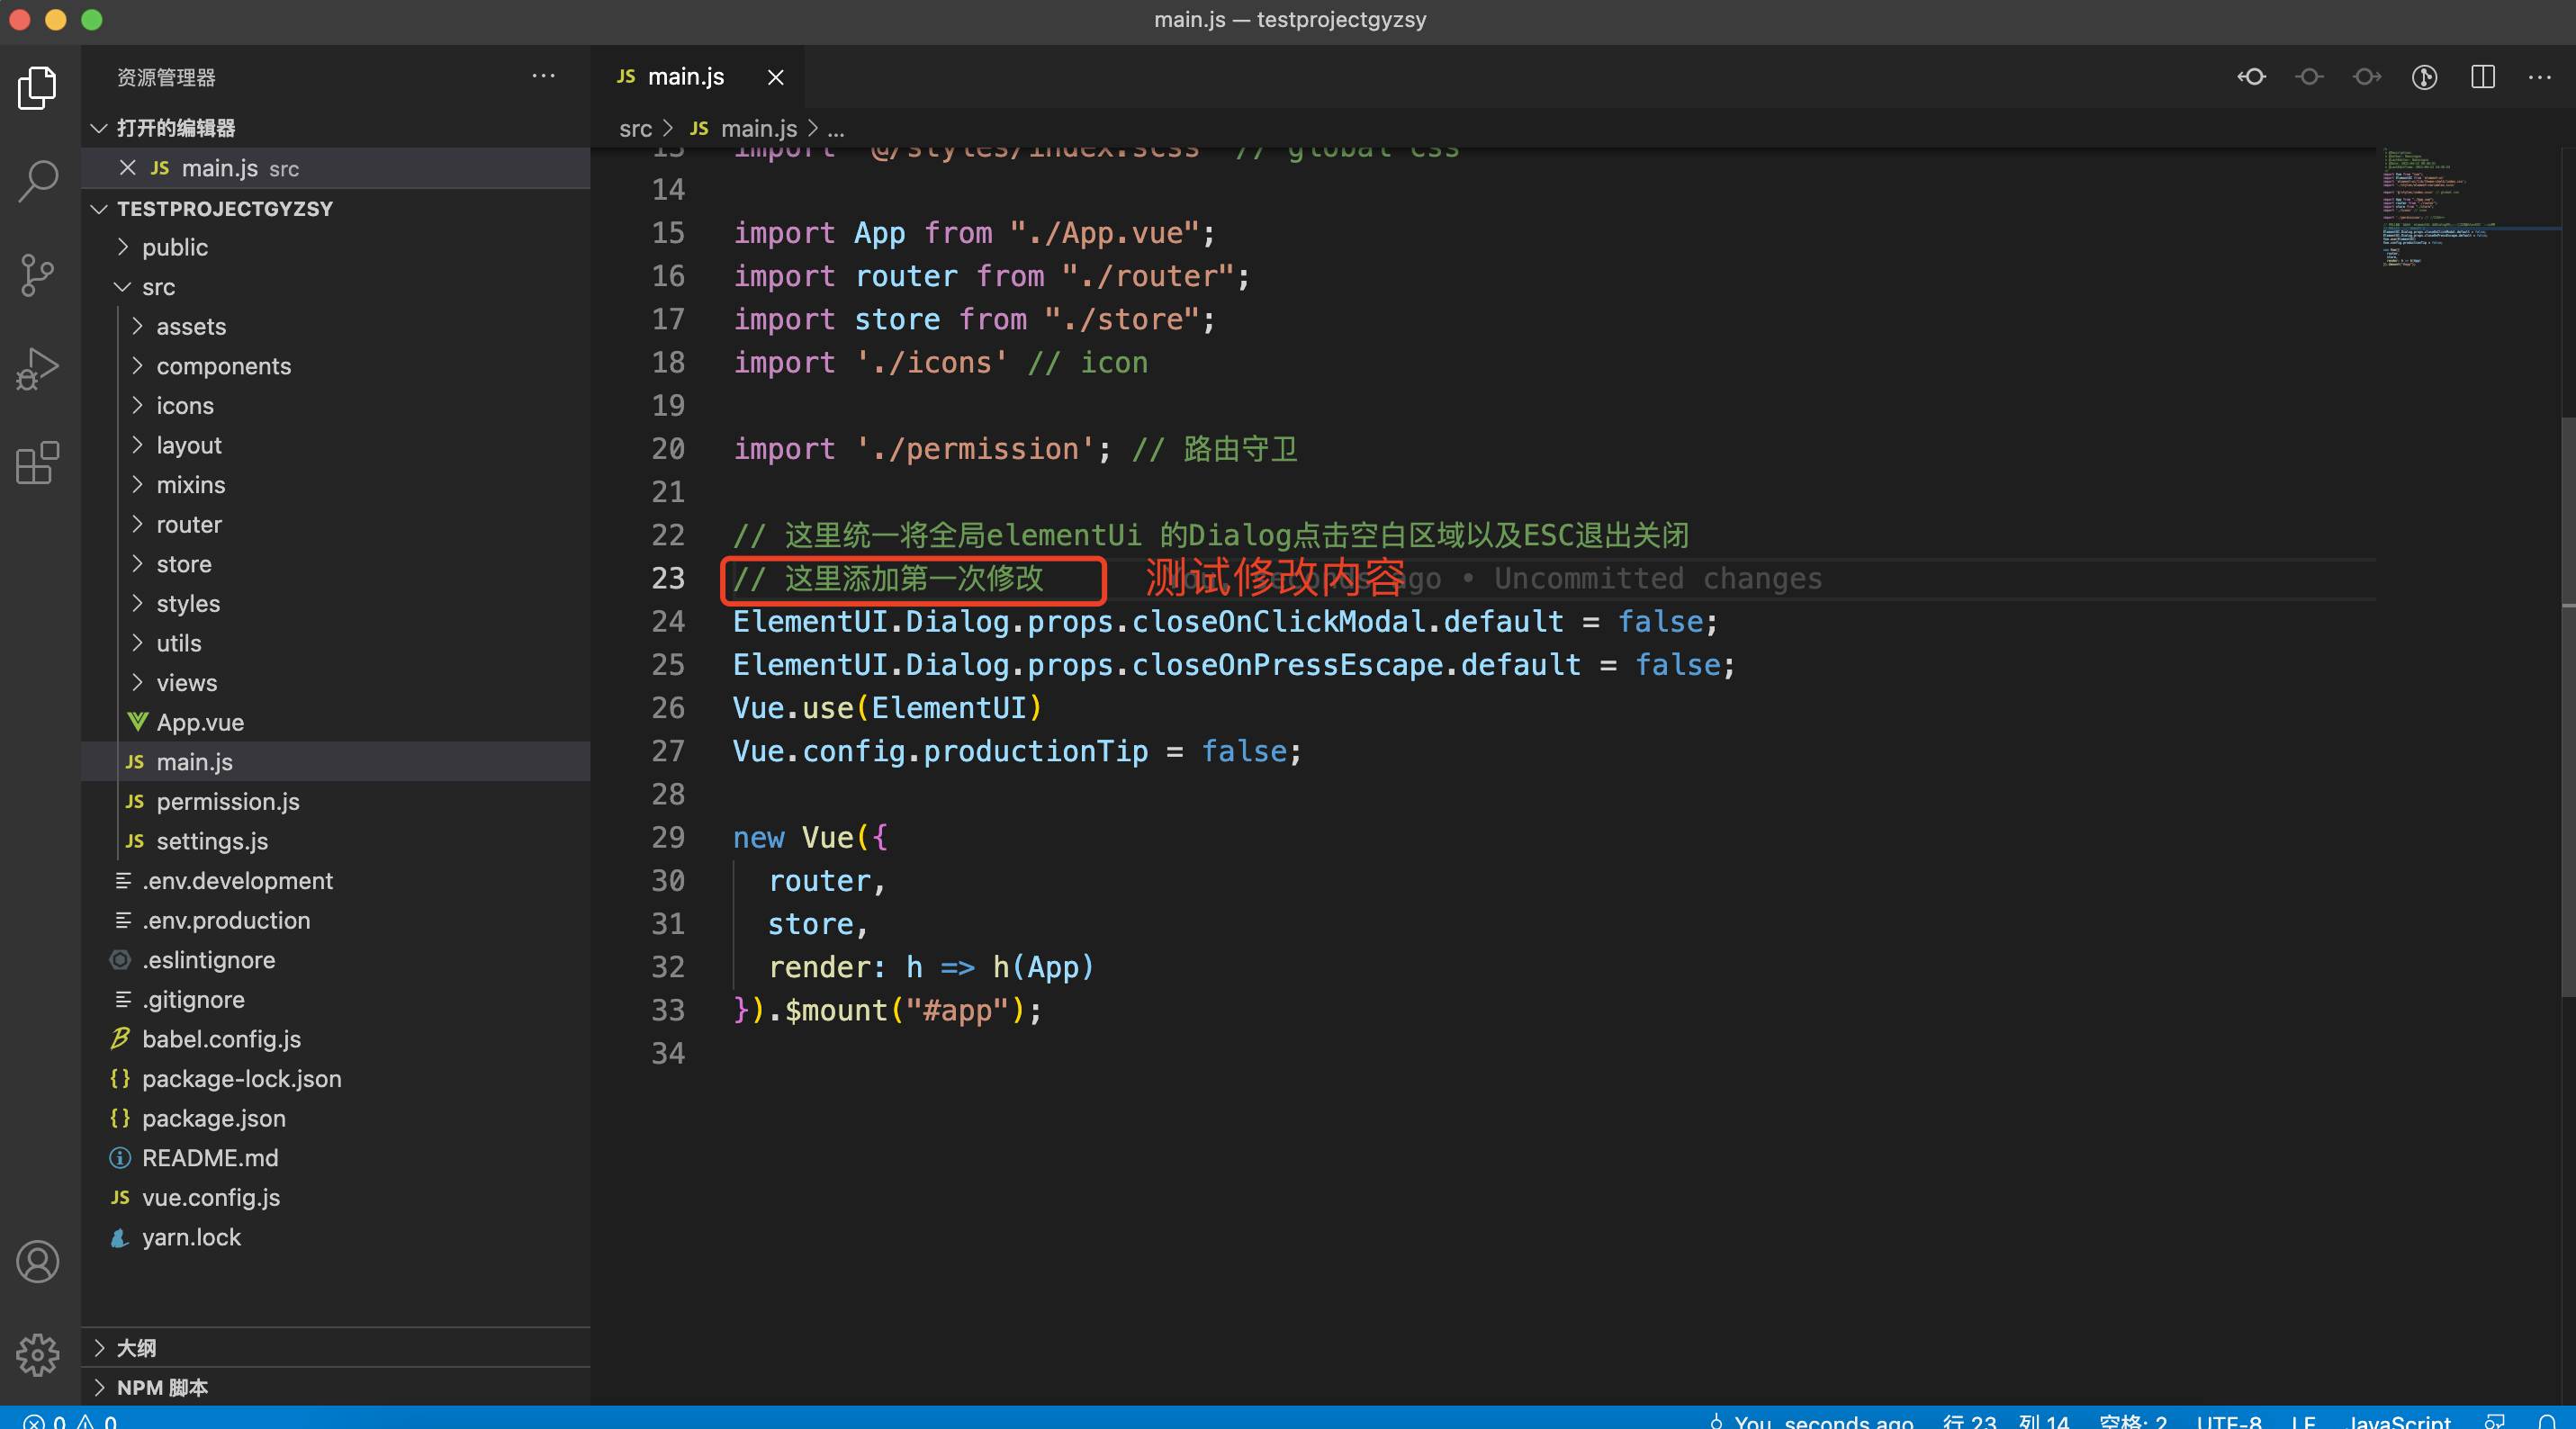 main.js — testprojectgyzsy
资源管理器
打开的编辑器
JS main.js src
TESTPROJECTGYZSY
public
src
assets
components
icons
layout
mixins
router
store
styles
utils
views
App.vue
JS main.js
JS permission.js
JS settings.js
.env.development
.env.production
.eslintignore
.gitignore
babel.config.js
{} package-lock.json
{} package.json
README.md
JS vue.config.js
yarn.lock
大纲
NPM 脚本
JS main.js
src > JS main.js > ...
13 import '@/styles/index.scss' // global css
14
15 import App from "./App.vue";
16 import router from "./router";
17 import store from "./store";
18 import './icons' // icon
19
20 import './permission'; // 路由守卫
21
22 // 这里统一将全局elementUi 的Dialog点击空白区域以及ESC退出关闭
23 // 这里添加第一次修改 You, seconds ago • Uncommitted changes
测试修改内容
24 ElementUI.Dialog.props.closeOnClickModal.default = false;
25 ElementUI.Dialog.props.closeOnPressEscape.default = false;
26 Vue.use(ElementUI)
27 Vue.config.productionTip = false;
28
29 new Vue({
30 router,
31 store,
32 render: h => h(App)
33 }).$mount("#app");
34
0 0
You, seconds ago 行 23 列 14 空格: 2 UTF-8 LF JavaScript